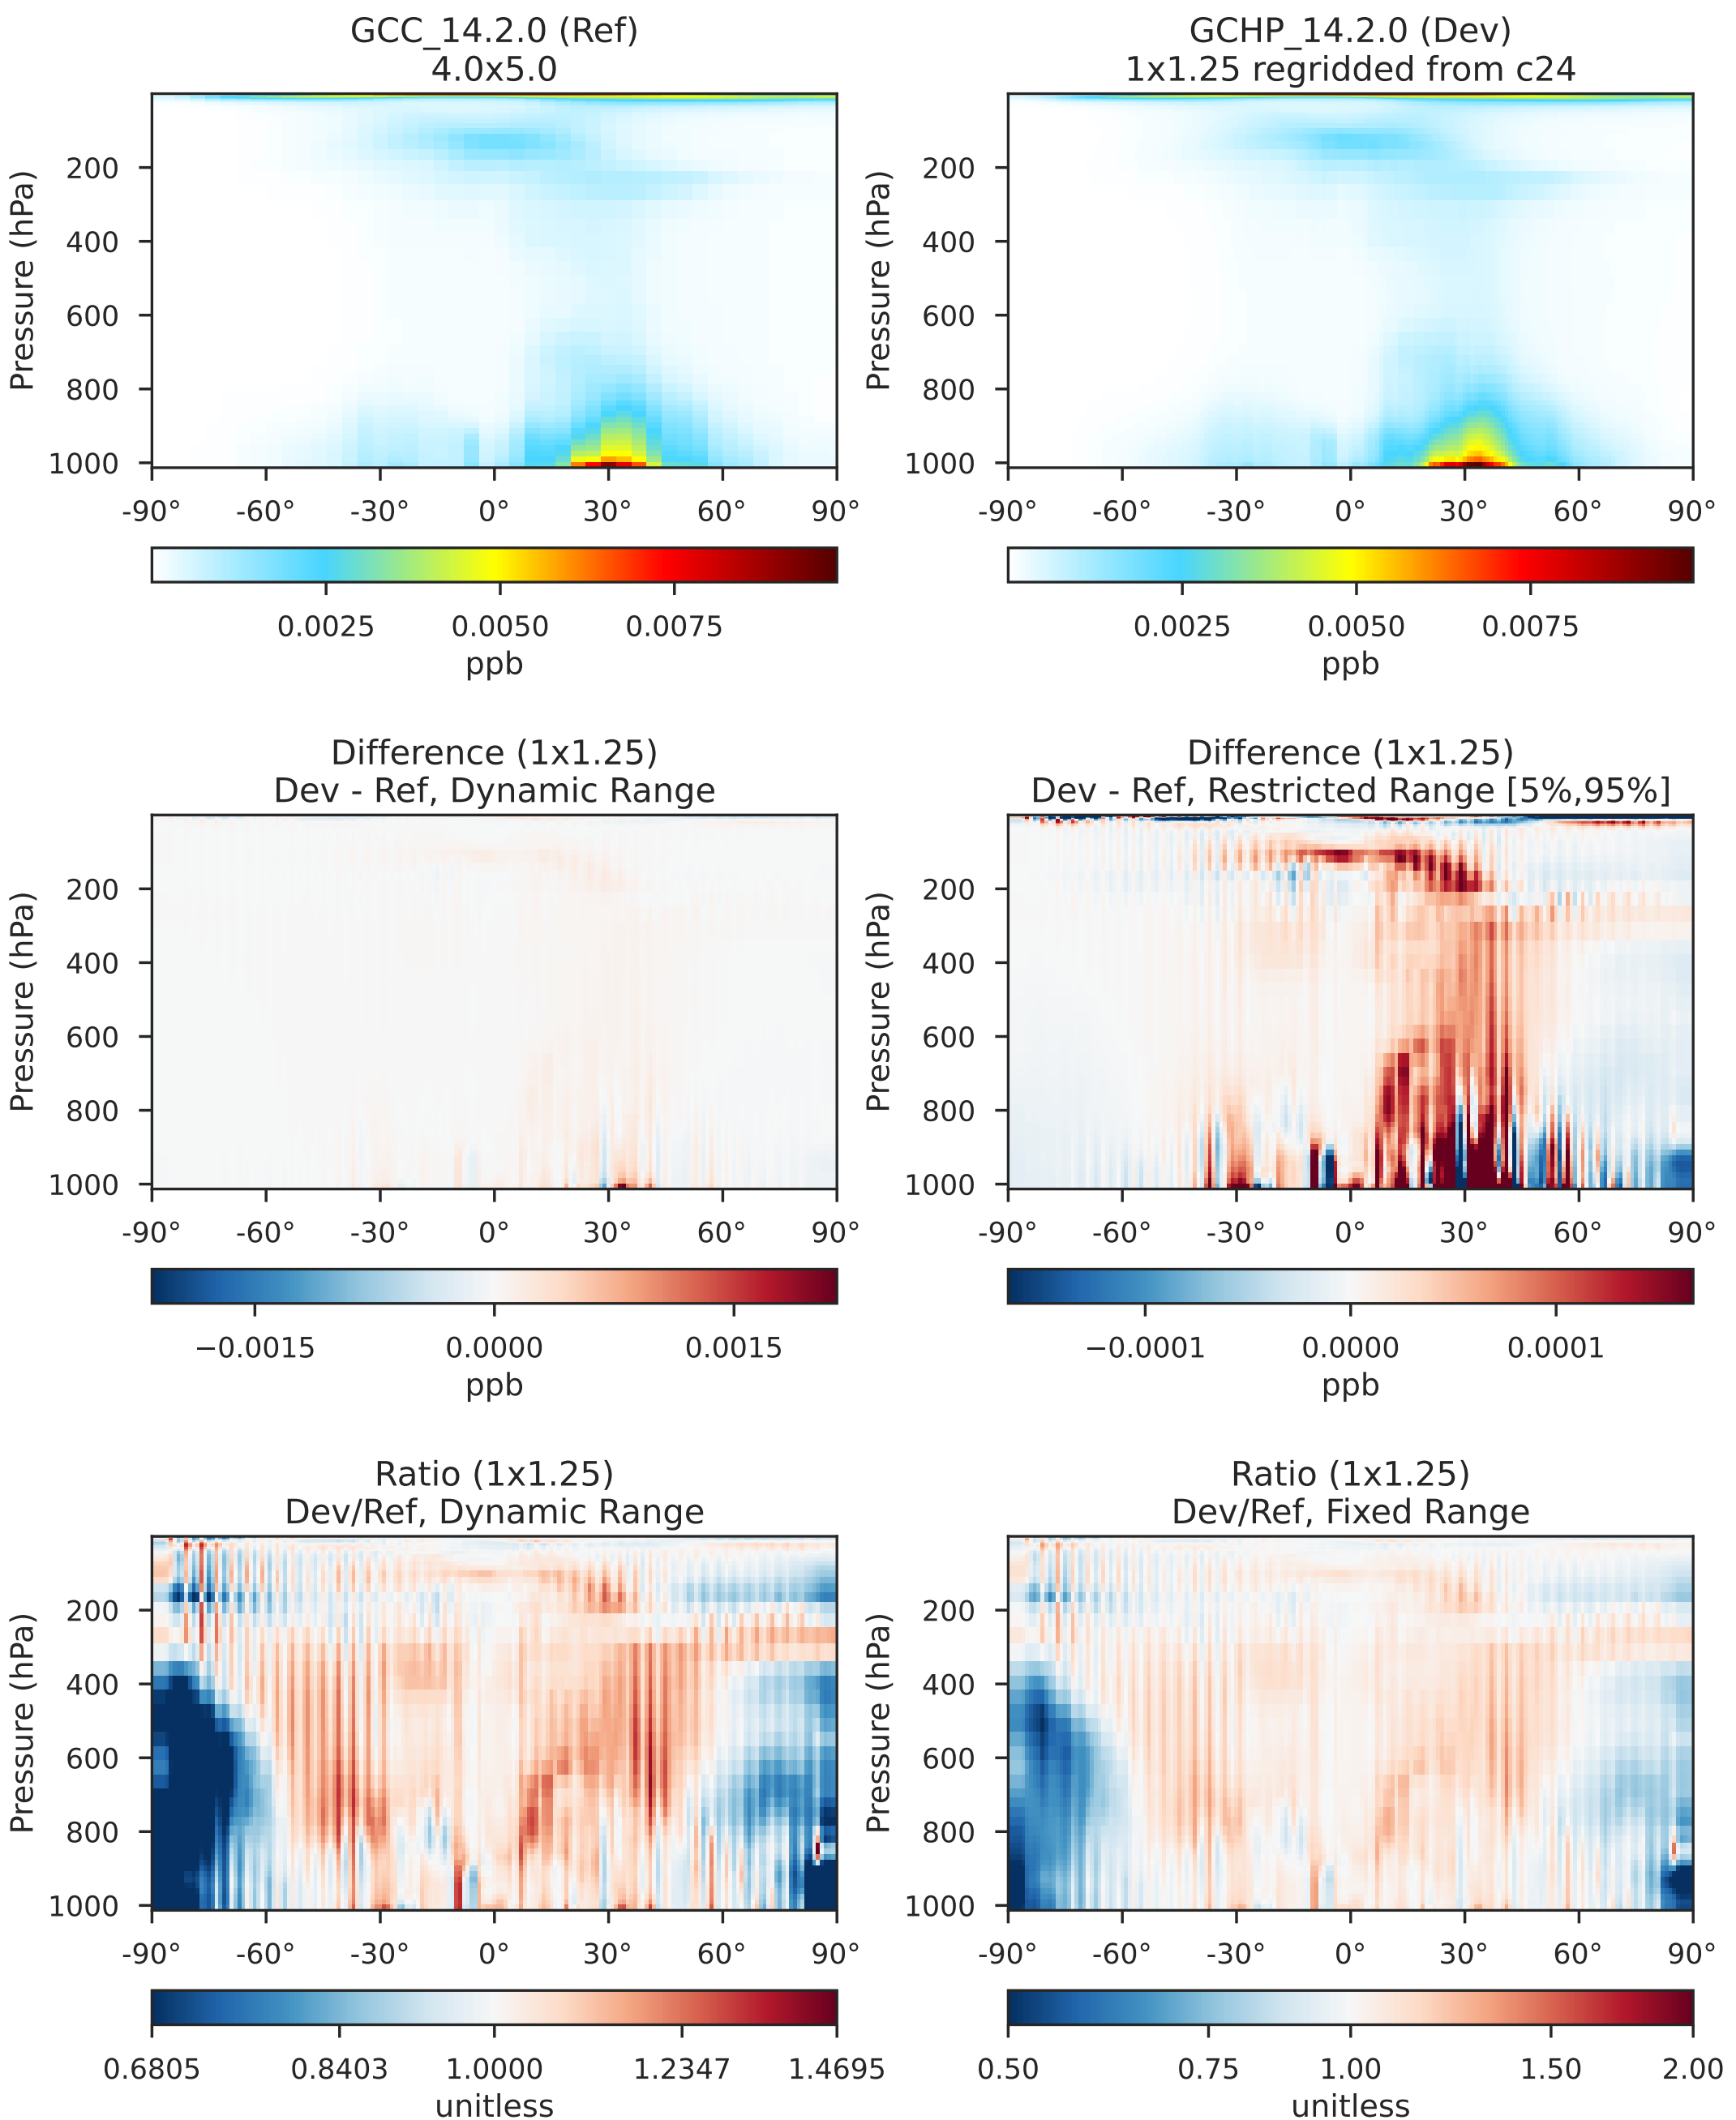 GCC_14.2.0 (Ref)
4.0x5.0
Pressure (hPa)
200
400
600
800
1000
-90° -60° -30° 0° 30° 60° 90°
0.0025 0.0050 0.0075
ppb
GCHP_14.2.0 (Dev)
1x1.25 regridded from c24
Pressure (hPa)
200
400
600
800
1000
-90° -60° -30° 0° 30° 60° 90°
0.0025 0.0050 0.0075
ppb
Difference (1x1.25)
Dev - Ref, Dynamic Range
Pressure (hPa)
200
400
600
800
1000
-90° -60° -30° 0° 30° 60° 90°
−0.0015 0.0000 0.0015
ppb
Difference (1x1.25)
Dev - Ref, Restricted Range [5%,95%]
Pressure (hPa)
200
400
600
800
1000
-90° -60° -30° 0° 30° 60° 90°
−0.0001 0.0000 0.0001
ppb
Ratio (1x1.25)
Dev/Ref, Dynamic Range
Pressure (hPa)
200
400
600
800
1000
-90° -60° -30° 0° 30° 60° 90°
0.6805 0.8403 1.0000 1.2347 1.4695
unitless
Ratio (1x1.25)
Dev/Ref, Fixed Range
Pressure (hPa)
200
400
600
800
1000
-90° -60° -30° 0° 30° 60° 90°
0.50 0.75 1.00 1.50 2.00
unitless